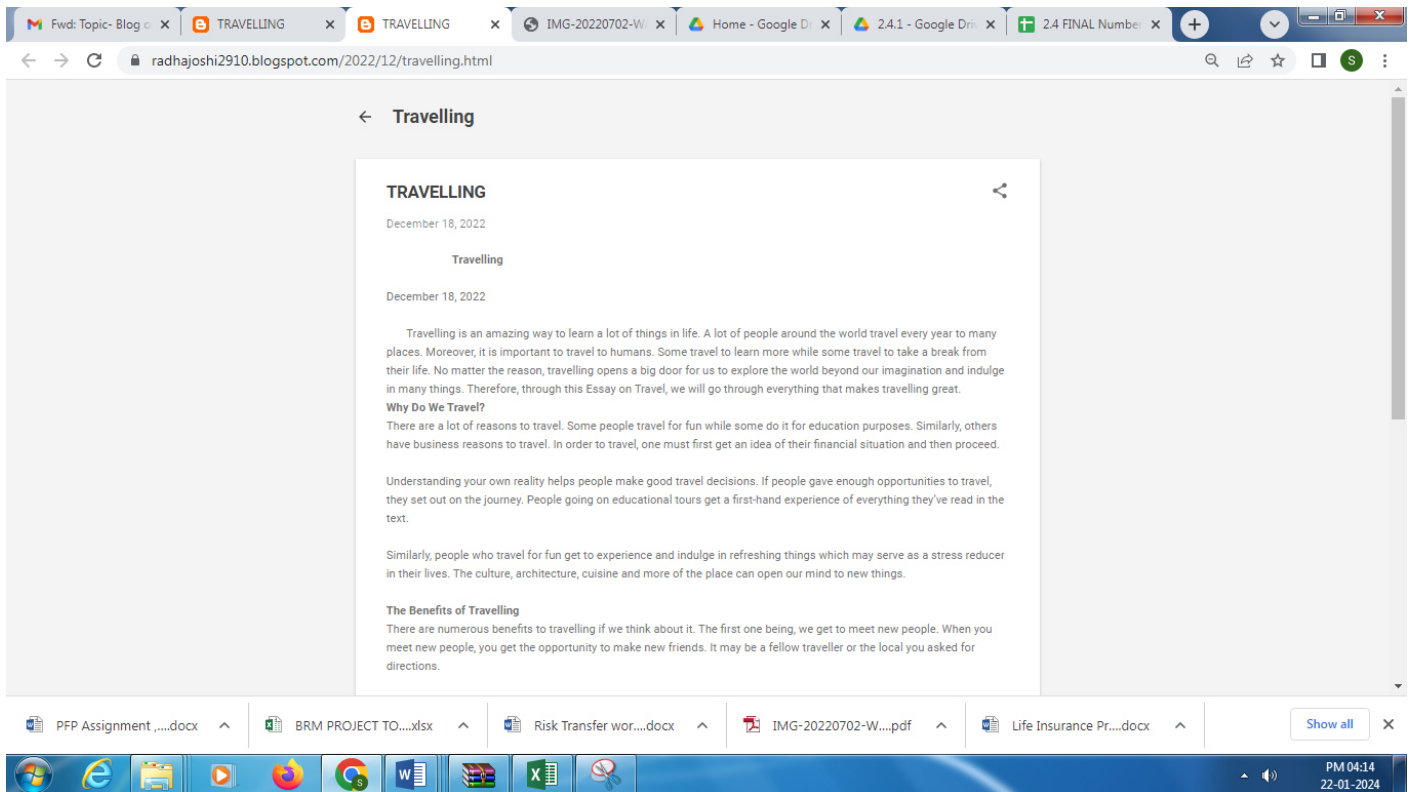 Fwd: Topic- Blog o
TRAVELLING
TRAVELLING
IMG-20220702-W
Home - Google D
2.4.1 - Google Driv
2.4 FINAL Number
radhajoshi2910.blogspot.com/2022/12/travelling.html
S
Travelling
TRAVELLING
December 18, 2022
Travelling
December 18, 2022
Travelling is an amazing way to learn a lot of things in life. A lot of people around the world travel every year to many
places. Moreover, it is important to travel to humans. Some travel to learn more while some travel to take a break from
their life. No matter the reason, travelling opens a big door for us to explore the world beyond our imagination and indulge
in many things. Therefore, through this Essay on Travel, we will go through everything that makes travelling great.
Why Do We Travel?
There are a lot of reasons to travel. Some people travel for fun while some do it for education purposes. Similarly, others
have business reasons to travel. In order to travel, one must first get an idea of their financial situation and then proceed.
Understanding your own reality helps people make good travel decisions. If people gave enough opportunities to travel,
they set out on the journey. People going on educational tours get a first-hand experience of everything they've read in the
text.
Similarly, people who travel for fun get to experience and indulge in refreshing things which may serve as a stress reducer
in their lives. The culture, architecture, cuisine and more of the place can open our mind to new things.
The Benefits of Travelling
There are numerous benefits to travelling if we think about it. The first one being, we get to meet new people. When you
meet new people, you get the opportunity to make new friends. It may be a fellow traveller or the local you asked for
directions.
PFP Assignment ,....docx
BRM PROJECT TO....xlsx
Risk Transfer wor....docx
IMG-20220702-W....pdf
Life Insurance Pr....docx
Show all
PM 04:14
22-01-2024